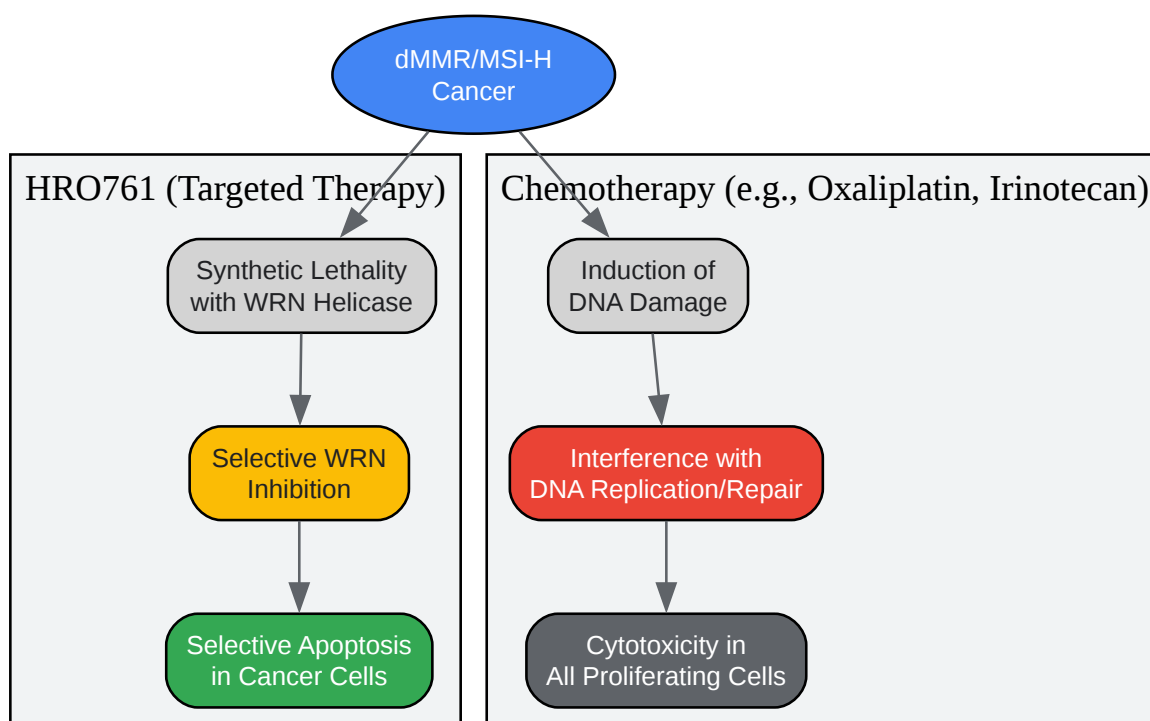 dMMR/MSI-H
Cancer
HRO761 (Targeted Therapy)
Synthetic Lethality
with WRN Helicase
Selective WRN
Inhibition
Selective Apoptosis
in Cancer Cells
Chemotherapy (e.g., Oxaliplatin, Irinotecan)
Induction of
DNA Damage
Interference with
DNA Replication/Repair
Cytotoxicity in
All Proliferating Cells